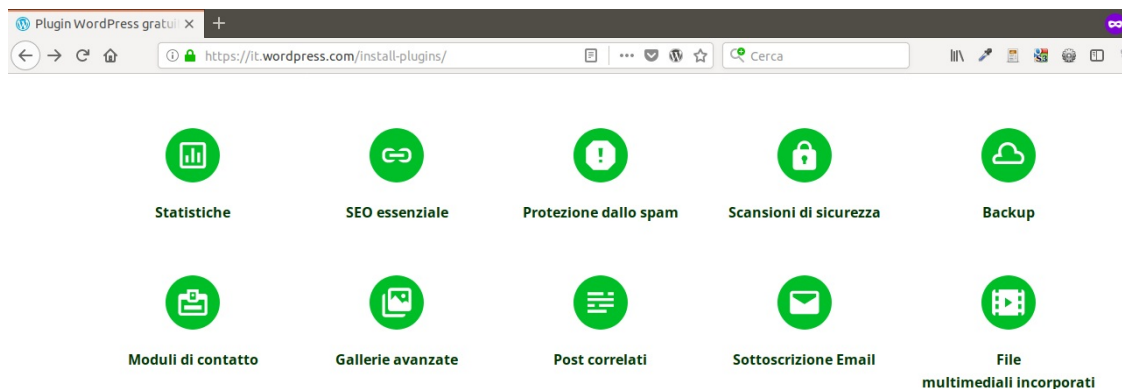 Plugin WordPress gratui
https://it.wordpress.com/install-plugins/
Cerca
Statistiche
SEO essenziale
Protezione dallo spam
Scansioni di sicurezza
Backup
Moduli di contatto
Gallerie avanzate
Post correlati
Sottoscrizione Email
File
multimediali incorporati